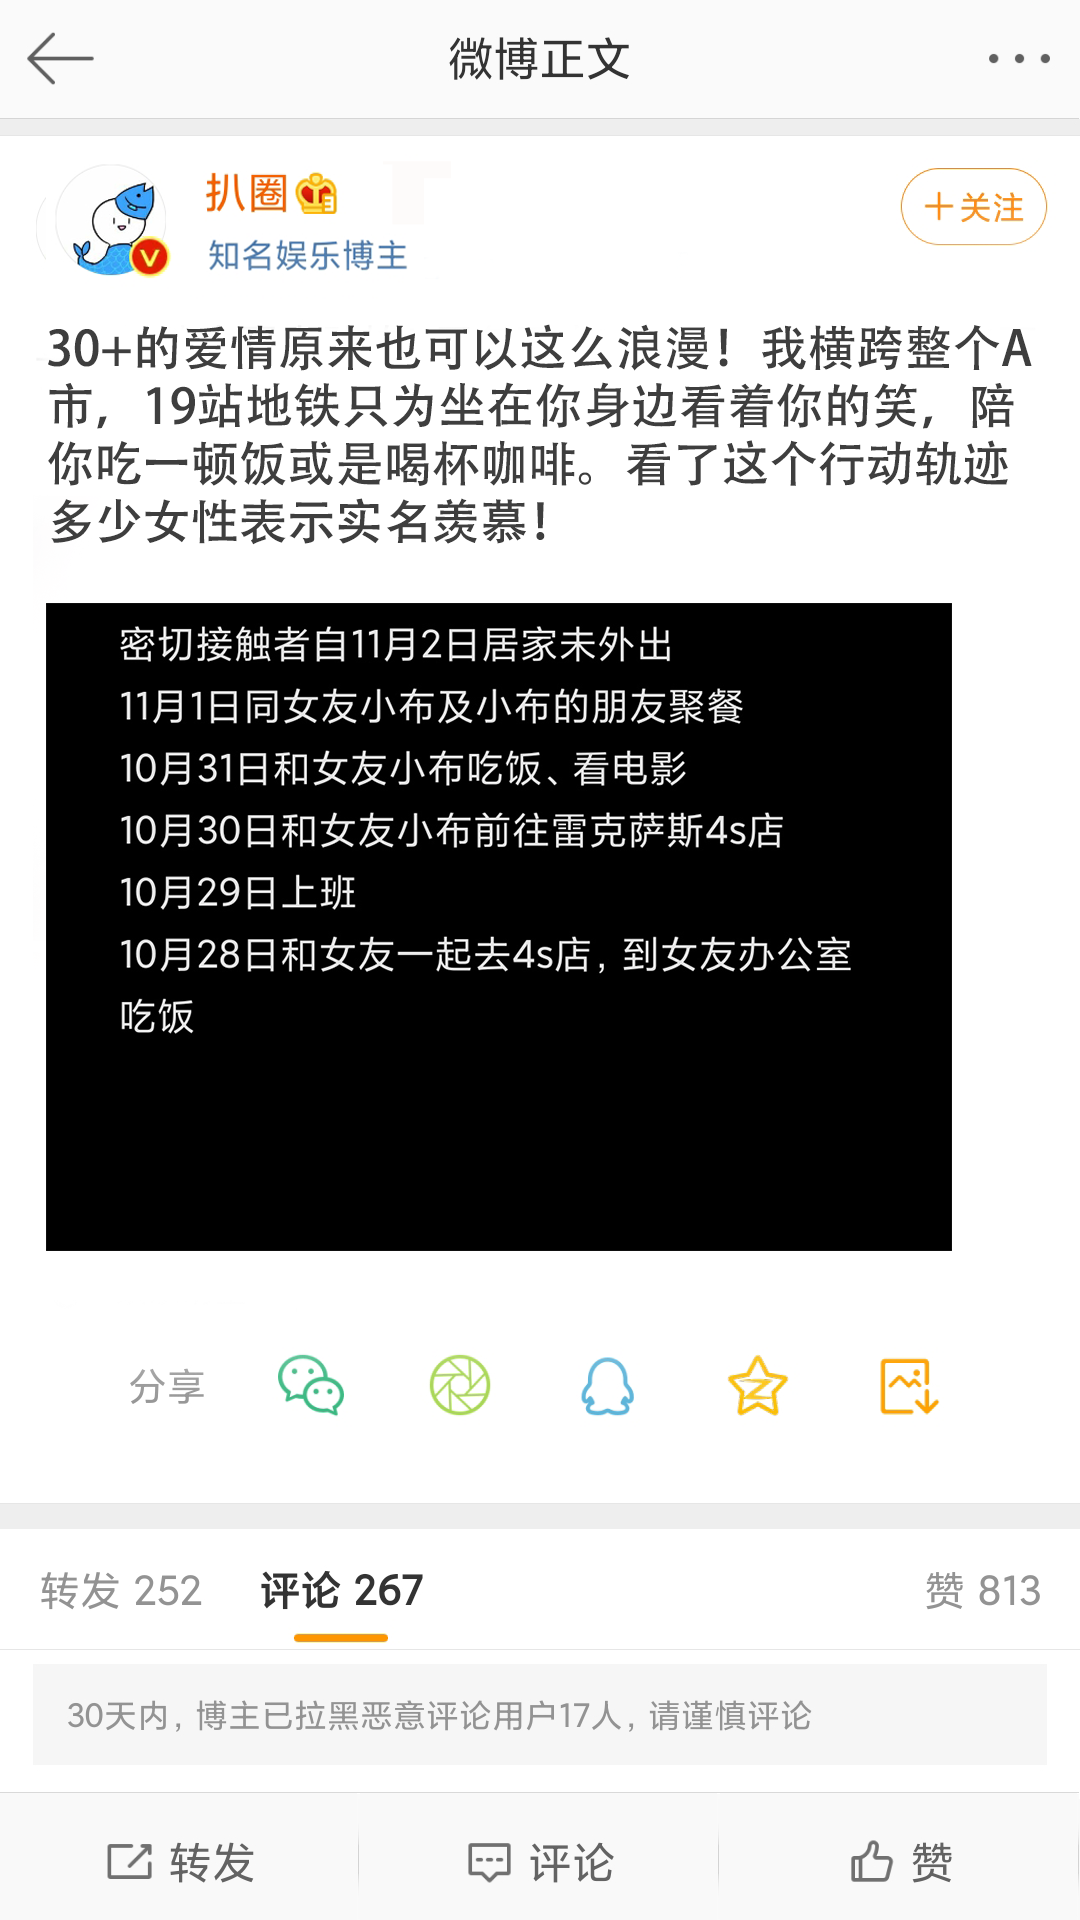 微博正文
扒圈
知名娱乐博主
+关注
30+的爱情原来也可以这么浪漫！我横跨整个A
市，19站地铁只为坐在你身边看着你的笑，陪
你吃一顿饭或是喝杯咖啡。看了这个行动轨迹
多少女性表示实名羡慕！
密切接触者自11月2日居家未外出
11月1日同女友小布及小布的朋友聚餐
10月31日和女友小布吃饭、看电影
10月30日和女友小布前往雷克萨斯4s店
10月29日上班
10月28日和女友一起去4s店，到女友办公室
吃饭
分享
转发 252 评论 267 赞 813
30天内，博主已拉黑恶意评论用户17人，请谨慎评论
转发 评论 赞